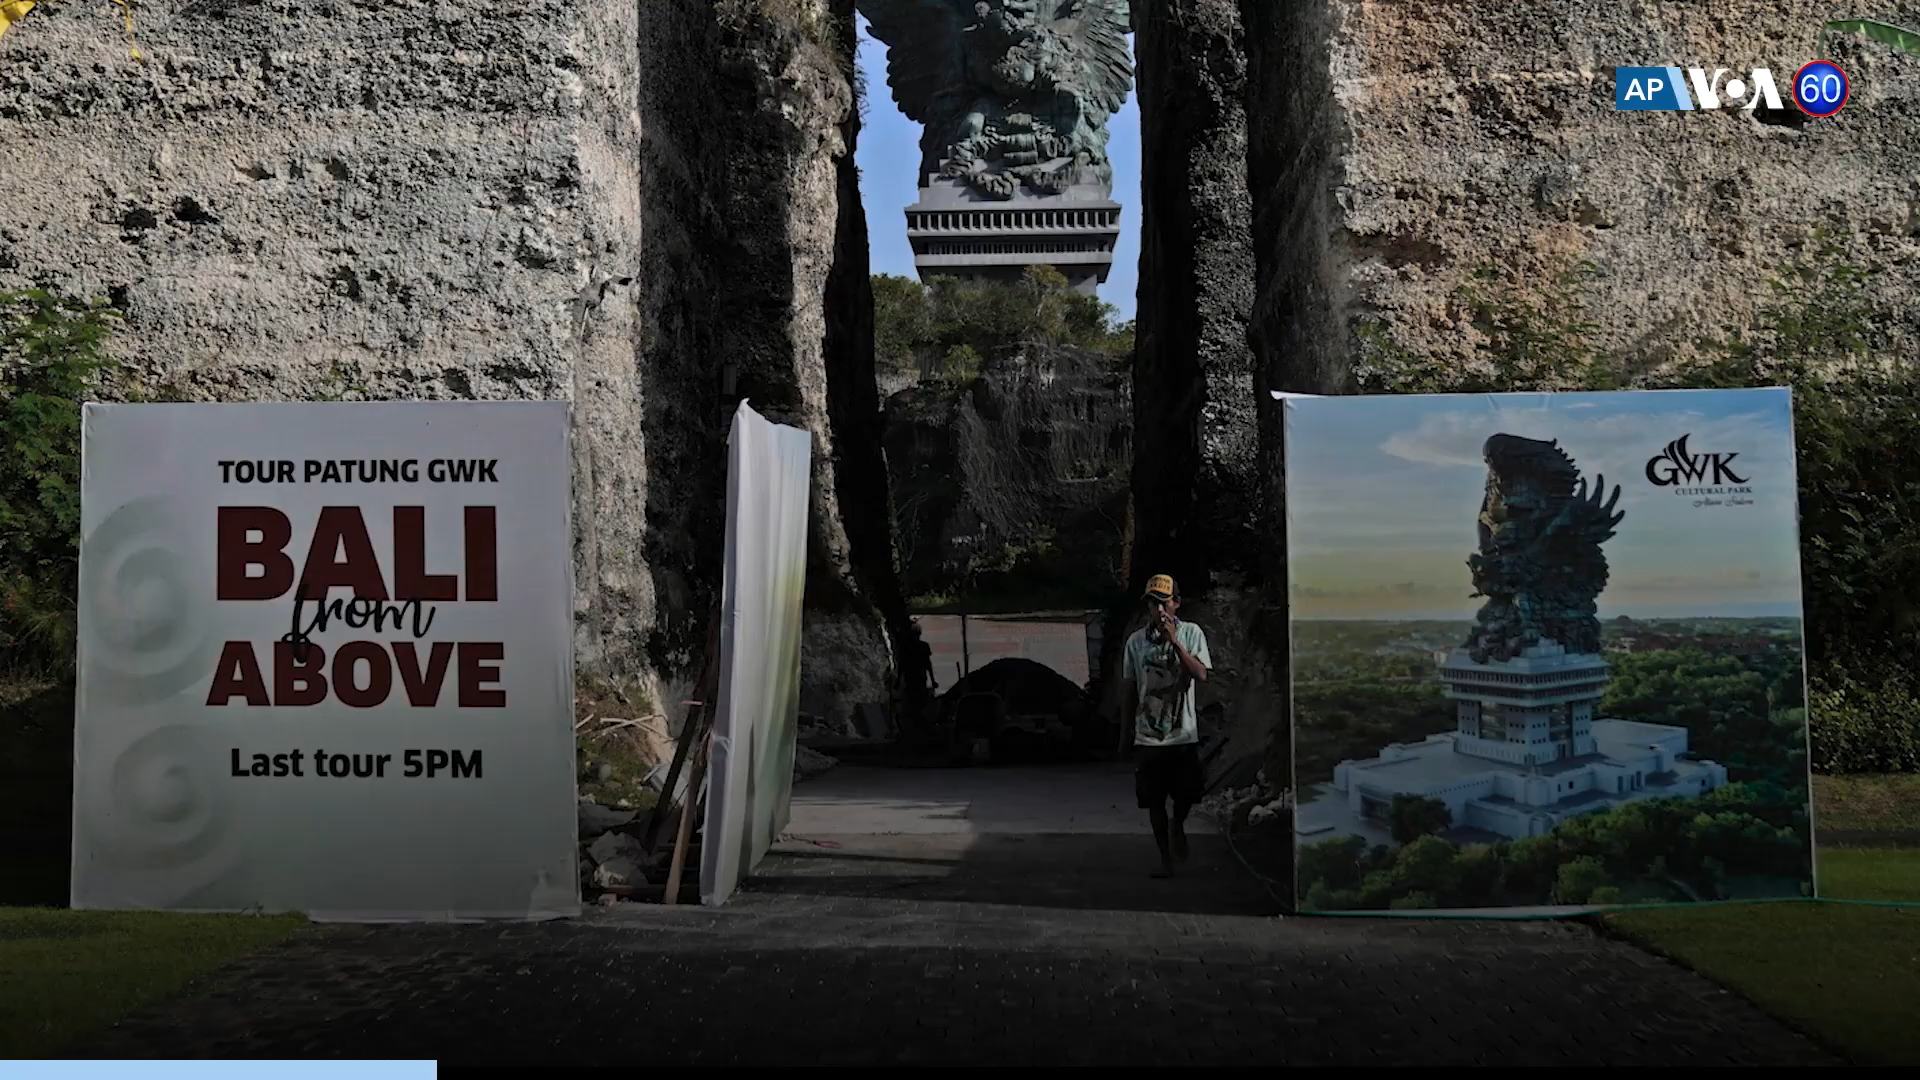 AP VOA 60
TOUR PATUNG GWK
BALI
from
ABOVE
Last tour 5PM
GWK
CULTURAL PARK